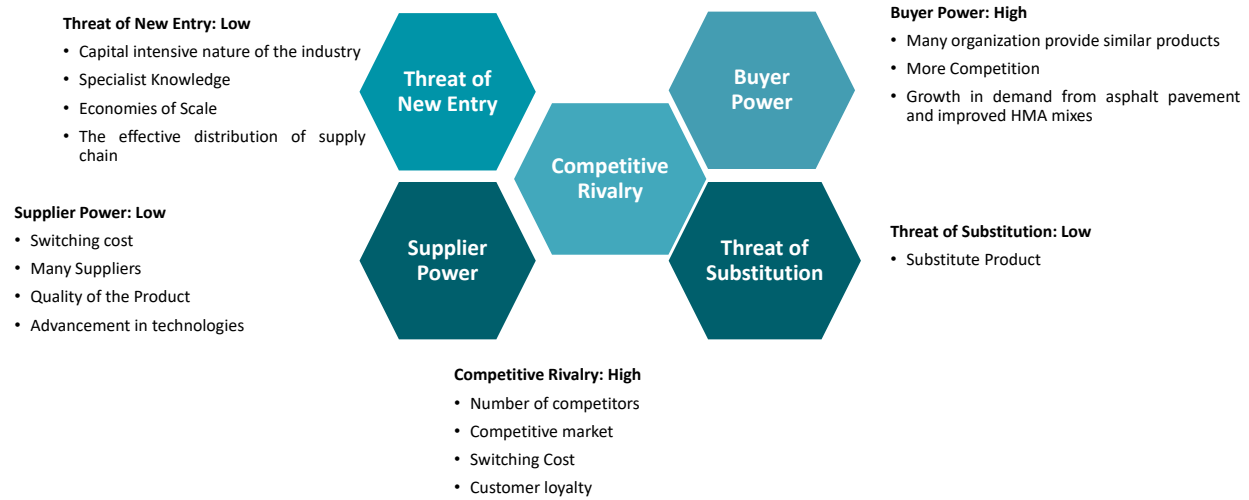 Threat of New Entry: Low
• Capital intensive nature of the industry
• Specialist Knowledge
• Economies of Scale
• The effective distribution of supply
chain
Threat of
New Entry
Buyer
Power
Buyer Power: High
• Many organization provide similar products
• More Competition
• Growth in demand from asphalt pavement
and improved HMA mixes
Competitive
Rivalry
Supplier Power: Low
• Switching cost
• Many Suppliers
• Quality of the Product
• Advancement in technologies
Supplier
Power
Threat of
Substitution
Threat of Substitution: Low
• Substitute Product
Competitive Rivalry: High
• Number of competitors
• Competitive market
• Switching Cost
• Customer loyalty